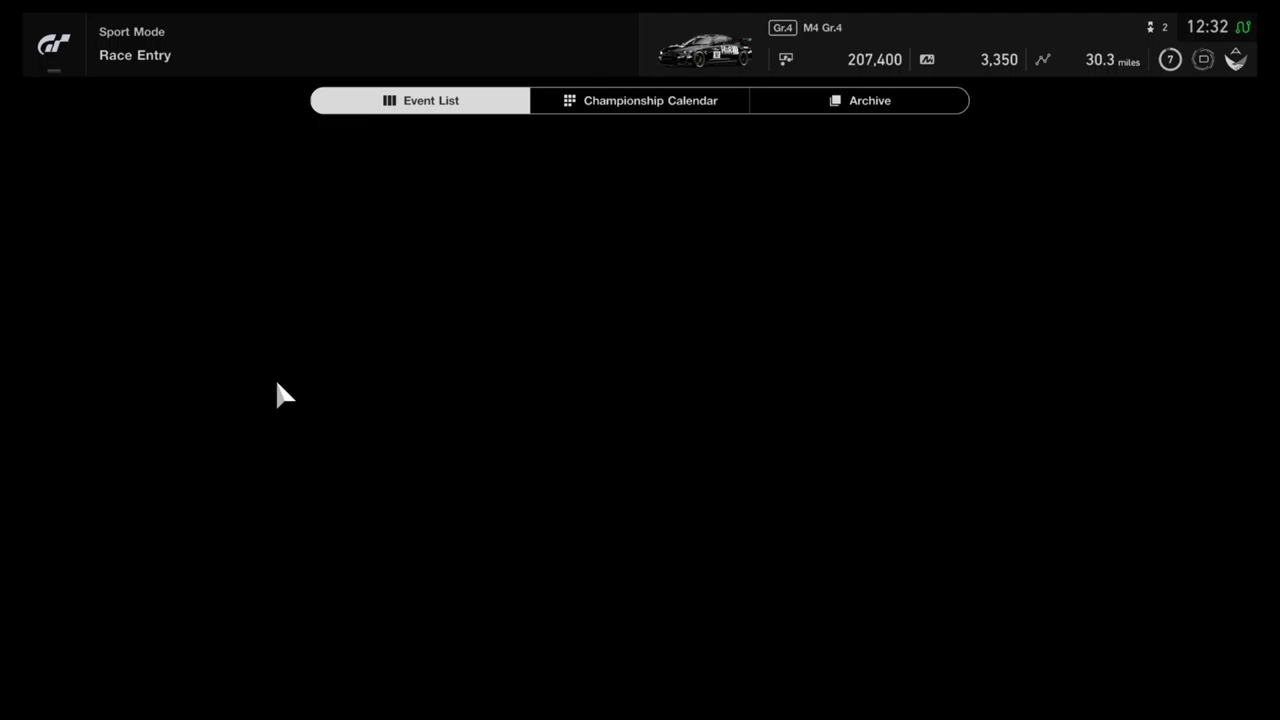 Sport Mode
Race Entry
Gr.4 M4 Gr.4
2
12:32
207,400
3,350
30.3 miles
7
Event List
Championship Calendar
Archive